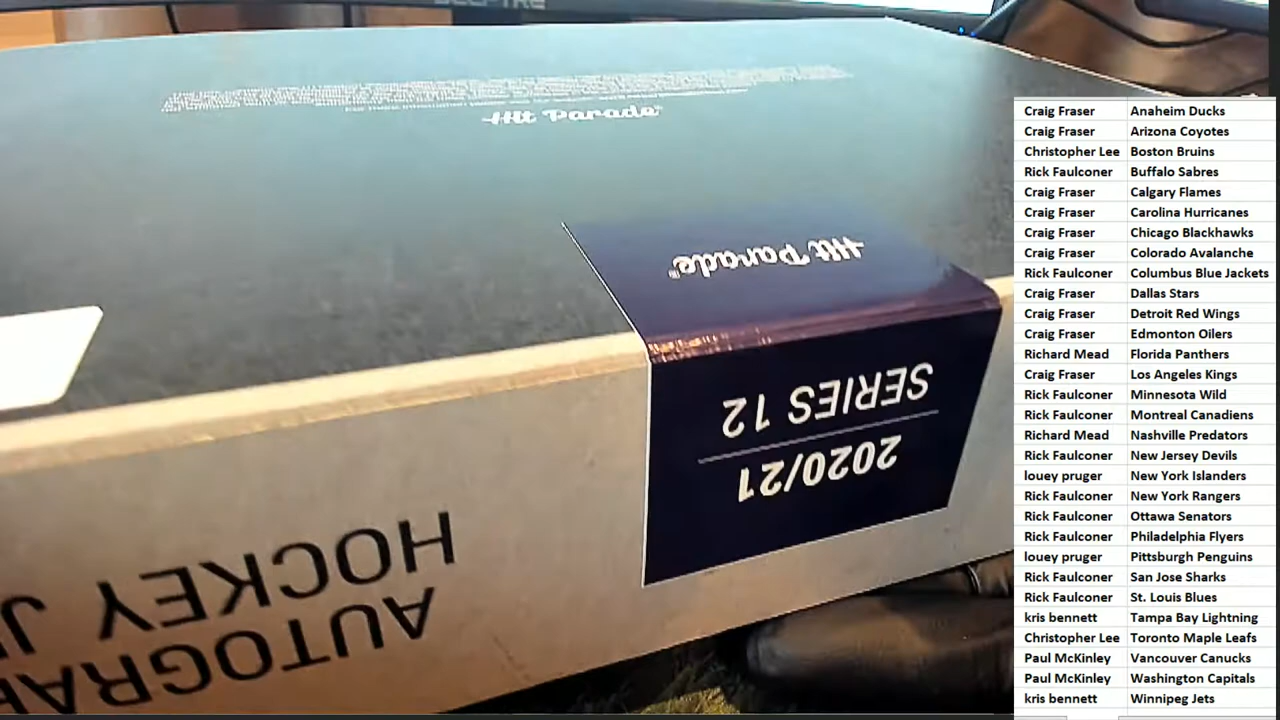 Hit Parade
Hit Parade
SERIES 12
2020/21
HOCKEY
Craig Fraser Anaheim Ducks
Craig Fraser Arizona Coyotes
Christopher Lee Boston Bruins
Rick Faulconer Buffalo Sabres
Craig Fraser Calgary Flames
Craig Fraser Carolina Hurricanes
Craig Fraser Chicago Blackhawks
Craig Fraser Colorado Avalanche
Rick Faulconer Columbus Blue Jackets
Craig Fraser Dallas Stars
Craig Fraser Detroit Red Wings
Craig Fraser Edmonton Oilers
Richard Mead Florida Panthers
Craig Fraser Los Angeles Kings
Rick Faulconer Minnesota Wild
Rick Faulconer Montreal Canadiens
Richard Mead Nashville Predators
Rick Faulconer New Jersey Devils
louey pruger New York Islanders
Rick Faulconer New York Rangers
Rick Faulconer Ottawa Senators
Rick Faulconer Philadelphia Flyers
louey pruger Pittsburgh Penguins
Rick Faulconer San Jose Sharks
Rick Faulconer St. Louis Blues
kris bennett Tampa Bay Lightning
Christopher Lee Toronto Maple Leafs
Paul McKinley Vancouver Canucks
Paul McKinley Washington Capitals
kris bennett Winnipeg Jets